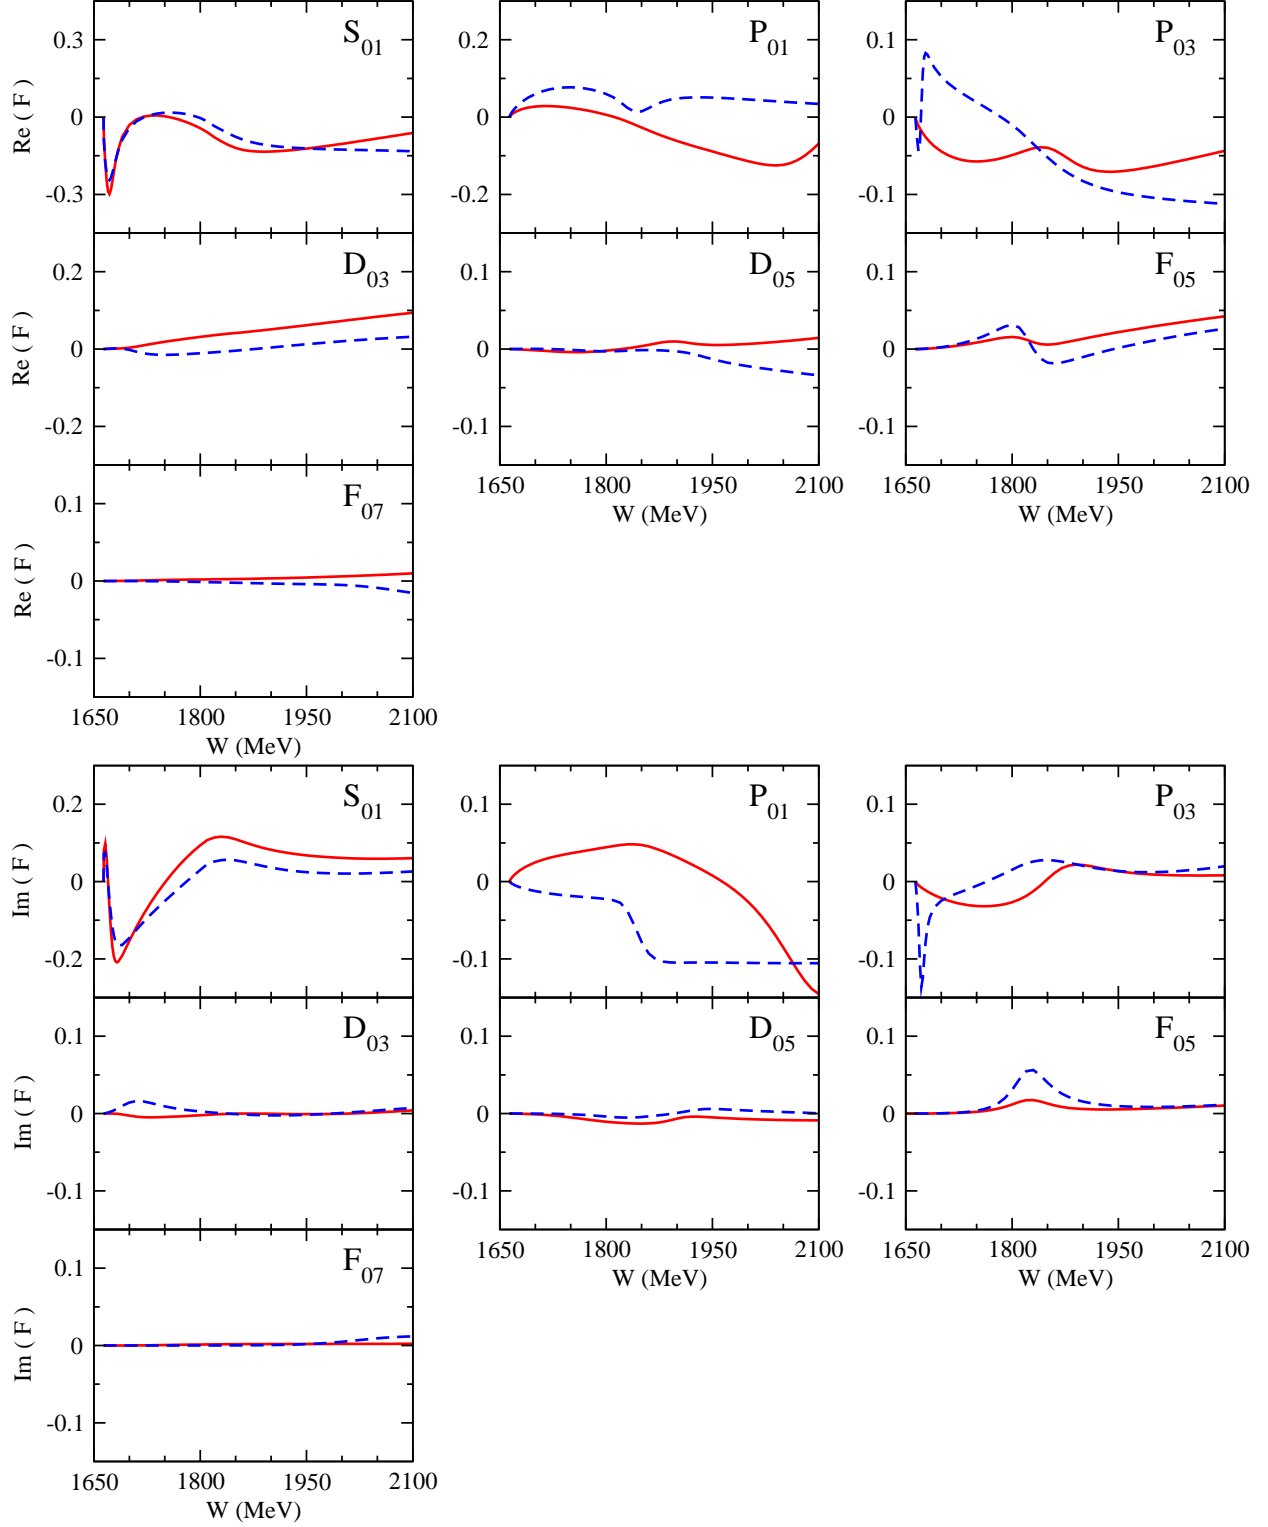 S01 P01 P03
0.3 0.2 0.1
Re ( F )
0 0 0
-0.3 -0.2 -0.1
D03 D05 F05
0.2 0.1 0.1
Re ( F )
0 0 0
-0.2 -0.1 -0.1
1650 1800 1950 2100 1650 1800 1950 2100
W (MeV) W (MeV)
F07
0.1
Re ( F )
0
-0.1
1650 1800 1950 2100
W (MeV)
S01 P01 P03
0.2 0.1 0.1
Im ( F )
0 0 0
-0.2 -0.1 -0.1
D03 D05 F05
0.1 0.1 0.1
Im ( F )
0 0 0
-0.1 -0.1 -0.1
1650 1800 1950 2100 1650 1800 1950 2100
W (MeV) W (MeV)
F07
0.1
Im ( F )
0
-0.1
1650 1800 1950 2100
W (MeV)